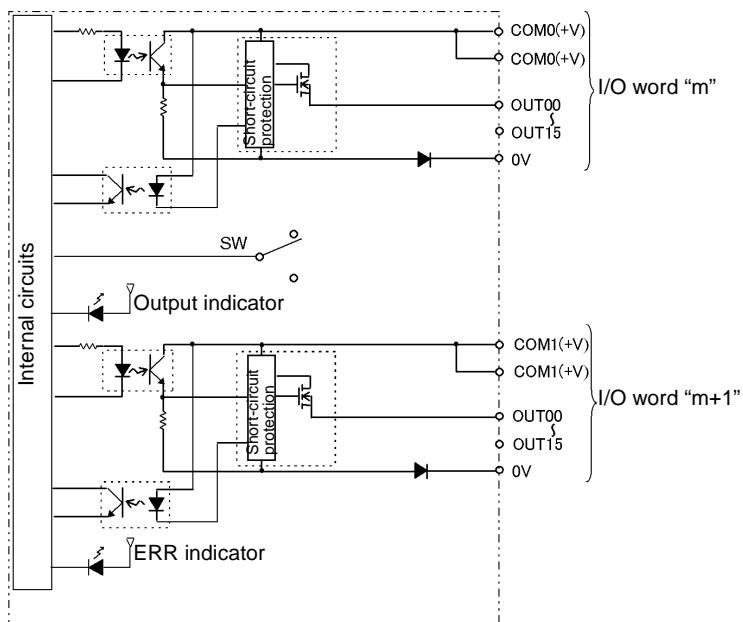 COM0(+V)
COM0(+V)
I/O word “m”
OUT00
OUT15
0V
Short-circuit
protection
SW
Output indicator
Internal circuits
COM1(+V)
COM1(+V)
I/O word “m+1”
OUT00
OUT15
0V
Short-circuit
protection
ERR indicator